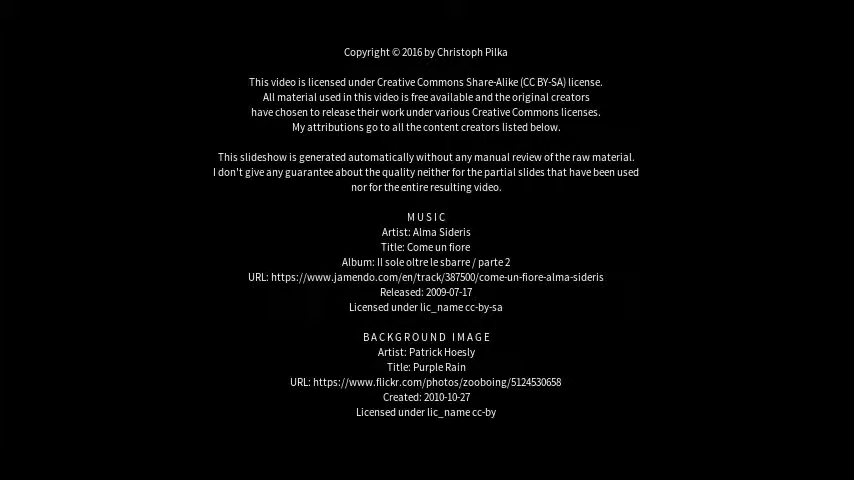 Copyright © 2016 by Christoph Pilka
This video is licensed under Creative Commons Share-Alike (CC BY-SA) license.
All material used in this video is free available and the original creators
have chosen to release their work under various Creative Commons licenses.
My attributions go to all the content creators listed below.
This slideshow is generated automatically without any manual review of the raw material.
I don't give any guarantee about the quality neither for the partial slides that have been used
nor for the entire resulting video.
MUSIC
Artist: Alma Sideris
Title: Come un fiore
Album: Il sole oltre le sbarre / parte 2
URL: https://www.jamendo.com/en/track/387500/come-un-fiore-alma-sideris
Released: 2009-07-17
Licensed under lic_name cc-by-sa
BACKGROUND IMAGE
Artist: Patrick Hoesly
Title: Purple Rain
URL: https://www.flickr.com/photos/zooboing/5124530658
Created: 2010-10-27
Licensed under lic_name cc-by